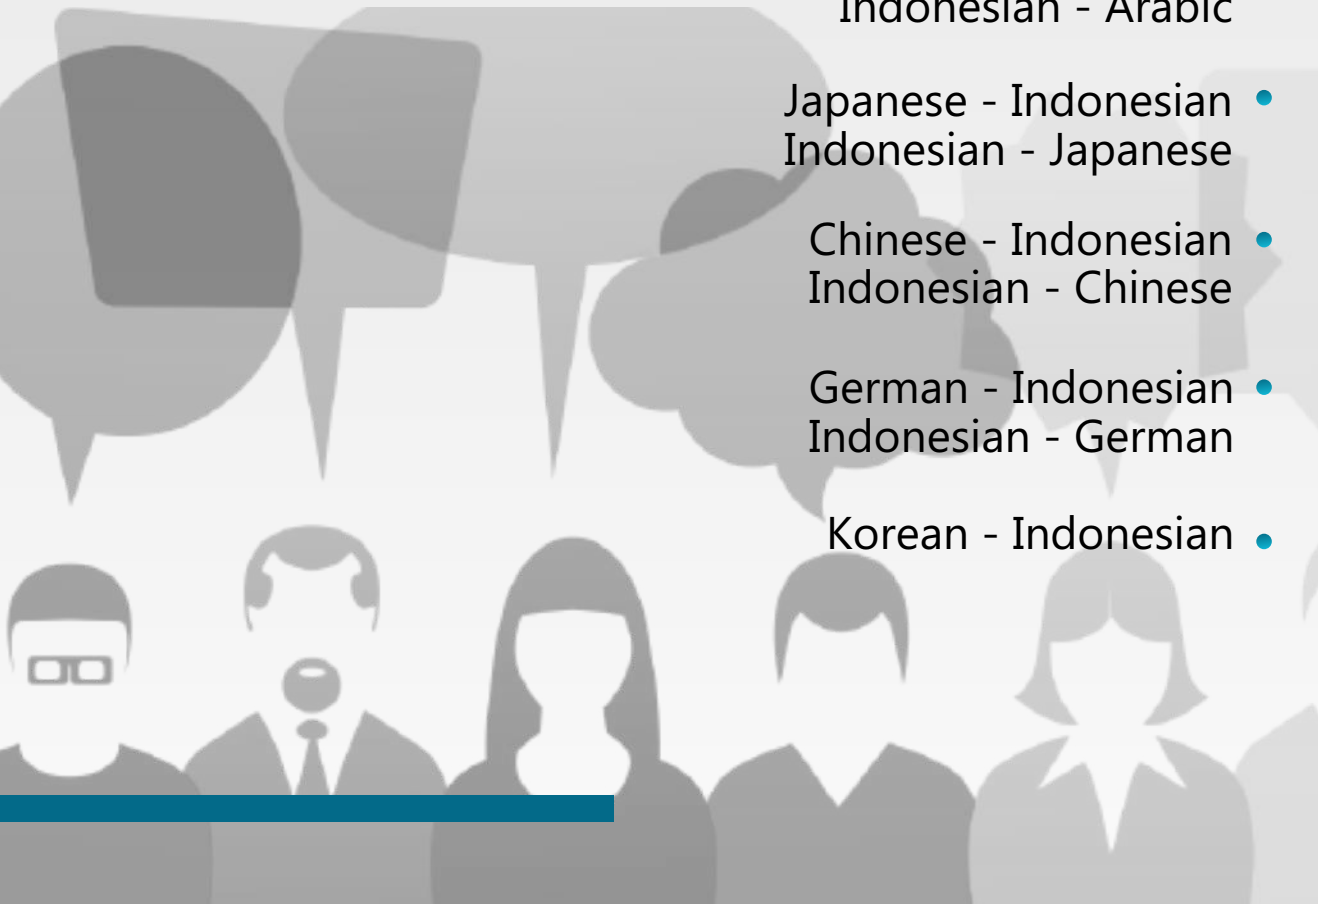 Indonesian - Arabic
Japanese - Indonesian
Indonesian - Japanese
Chinese - Indonesian
Indonesian - Chinese
German - Indonesian
Indonesian - German
Korean - Indonesian